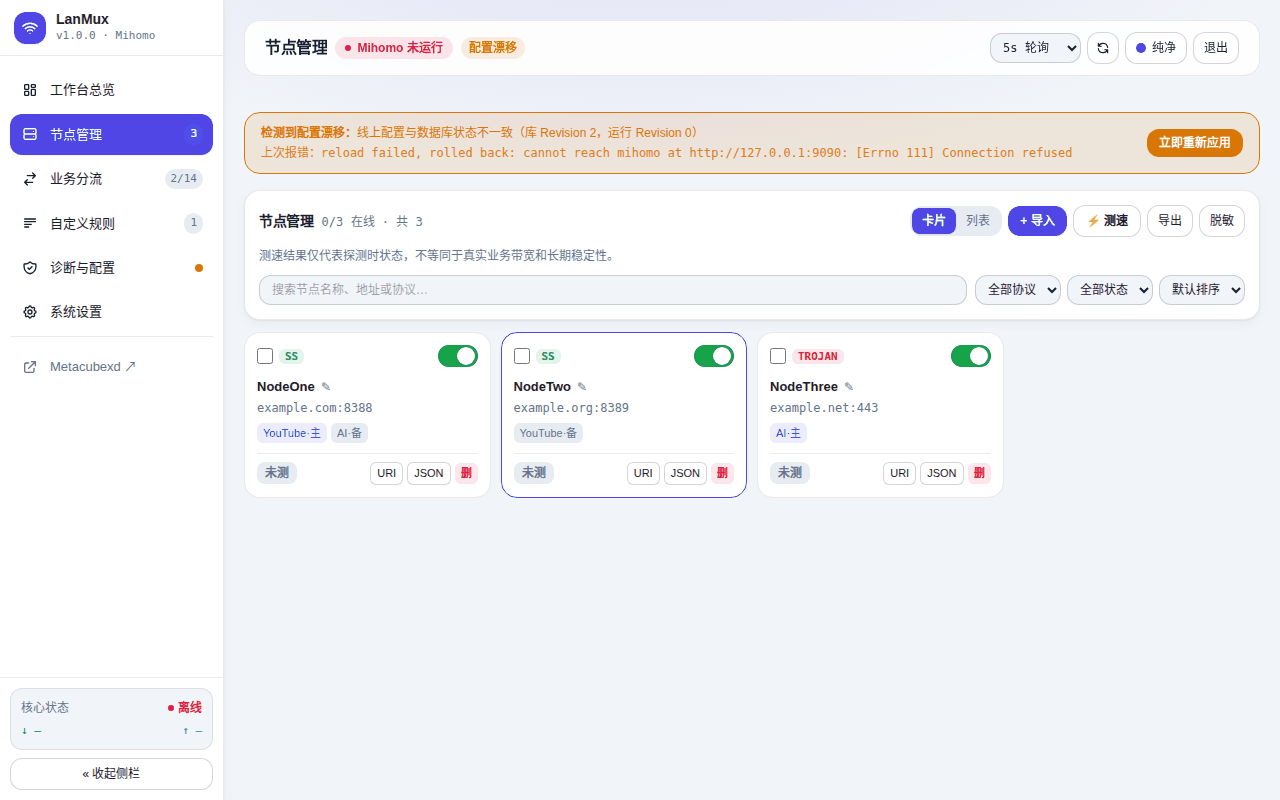 LanMux
v1.0.0 · Mihomo
工作台总览
节点管理 3
业务分流 2/14
自定义规则 1
诊断与配置
系统设置
Metacubexd ↗
核心状态 离线
↓ — ↑ —
« 收起侧栏
节点管理 Mihomo 未运行 配置漂移 5s 轮询 纯净 退出
检测到配置漂移：线上配置与数据库状态不一致（库 Revision 2，运行 Revision 0）
上次报错：reload failed, rolled back: cannot reach mihomo at http://127.0.0.1:9090: [Errno 111] Connection refused
立即重新应用
节点管理 0/3 在线 · 共 3 卡片 列表 + 导入 ⚡ 测速 导出 脱敏
测速结果仅代表探测时状态，不等同于真实业务带宽和长期稳定性。
搜索节点名称、地址或协议… 全部协议 全部状态 默认排序
SS
NodeOne ✎
example.com:8388
YouTube·主 AI·备
未测 URI JSON 删
SS
NodeTwo ✎
example.org:8389
YouTube·备
未测 URI JSON 删
TROJAN
NodeThree ✎
example.net:443
AI·主
未测 URI JSON 删